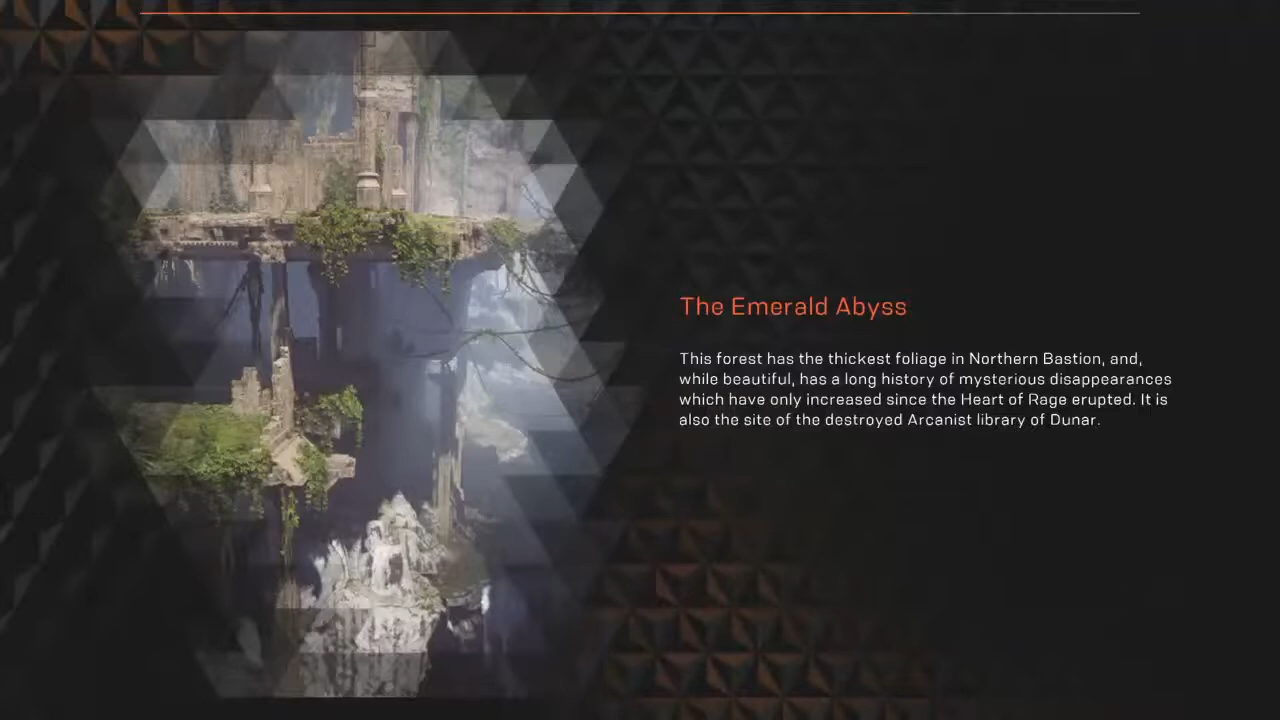 The Emerald Abyss
This forest has the thickest foliage in Northern Bastion, and,
while beautiful, has a long history of mysterious disappearances
which have only increased since the Heart of Rage erupted. It is
also the site of the destroyed Arcanist library of Dunar.